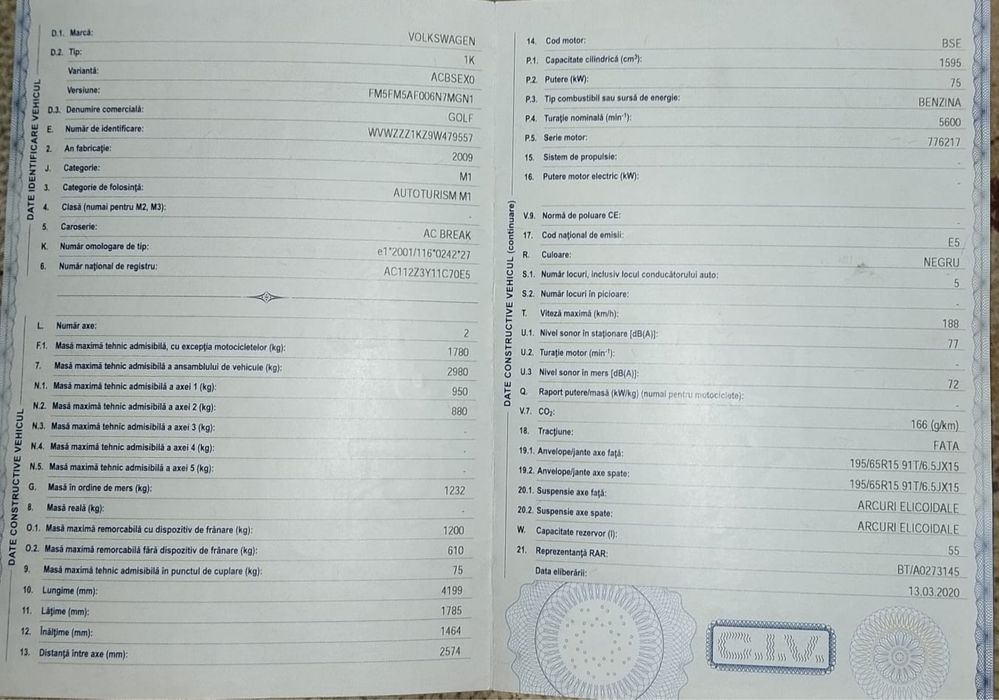 DATE IDENTIFICARE VEHICUL
D.1. Marcă: VOLKSWAGEN
D.2. Tip: 1K
Variantă: ACBSEX0
Versiune: FM5FM5AF006N7MGN1
D.3. Denumire comercială: GOLF
E. Număr de identificare: WVWZZZ1KZ9W479557
2. An fabricație: 2009
J. Categorie: M1
3. Categorie de folosință: AUTOTURISM M1
4. Clasă (numai pentru M2, M3): -
5. Caroserie: AC BREAK
K. Număr omologare de tip: e1*2001/116*0242*27
6. Număr național de registru: AC112Z3Y11C70E5
DATE CONSTRUCTIVE VEHICUL
L. Număr axe: 2
F.1. Masă maximă tehnic admisibilă, cu excepția motocicletelor (kg): 1780
7. Masă maximă tehnic admisibilă a ansamblului de vehicule (kg): 2980
N.1. Masă maximă tehnic admisibilă a axei 1 (kg): 950
N.2. Masă maximă tehnic admisibilă a axei 2 (kg): 880
N.3. Masă maximă tehnic admisibilă a axei 3 (kg): -
N.4. Masă maximă tehnic admisibilă a axei 4 (kg): -
N.5. Masă maximă tehnic admisibilă a axei 5 (kg): -
G. Masă în ordine de mers (kg): 1232
8. Masă reală (kg): -
O.1. Masă maximă remorcabilă cu dispozitiv de frânare (kg): 1200
O.2. Masă maximă remorcabilă fără dispozitiv de frânare (kg): 610
9. Masă maximă tehnic admisibilă în punctul de cuplare (kg): 75
10. Lungime (mm): 4199
11. Lățime (mm): 1785
12. Înălțime (mm): 1464
13. Distanță între axe (mm): 2574
DATE CONSTRUCTIVE VEHICUL (continuare)
14. Cod motor: BSE
P.1. Capacitate cilindrică (cm³): 1595
P.2. Putere (kW): 75
P.3. Tip combustibil sau sursă de energie: BENZINA
P.4. Turație nominală (min⁻¹): 5600
P.5. Serie motor: 776217
15. Sistem de propulsie: -
16. Putere motor electric (kW): -
V.9. Normă de poluare CE: -
17. Cod național de emisii: E5
R. Culoare: NEGRU
S.1. Număr locuri, inclusiv locul conducătorului auto: 5
S.2. Număr locuri în picioare: -
T. Viteză maximă (km/h): 188
U.1. Nivel sonor în staționare [dB(A)]: 77
U.2. Turație motor (min⁻¹): -
U.3 Nivel sonor în mers [dB(A)]: 72
Q. Raport putere/masă (kW/kg) (numai pentru motociclete): -
V.7. CO₂: 166 (g/km)
18. Tracțiune: FATA
19.1. Anvelope/jante axe față: 195/65R15 91T/6.5JX15
19.2. Anvelope/jante axe spate: 195/65R15 91T/6.5JX15
20.1. Suspensie axe față: ARCURI ELICOIDALE
20.2. Suspensie axe spate: ARCURI ELICOIDALE
W. Capacitate rezervor (l): 55
21. Reprezentanță RAR: BT/A0273145
Data eliberării: 13.03.2020
C.I.V.